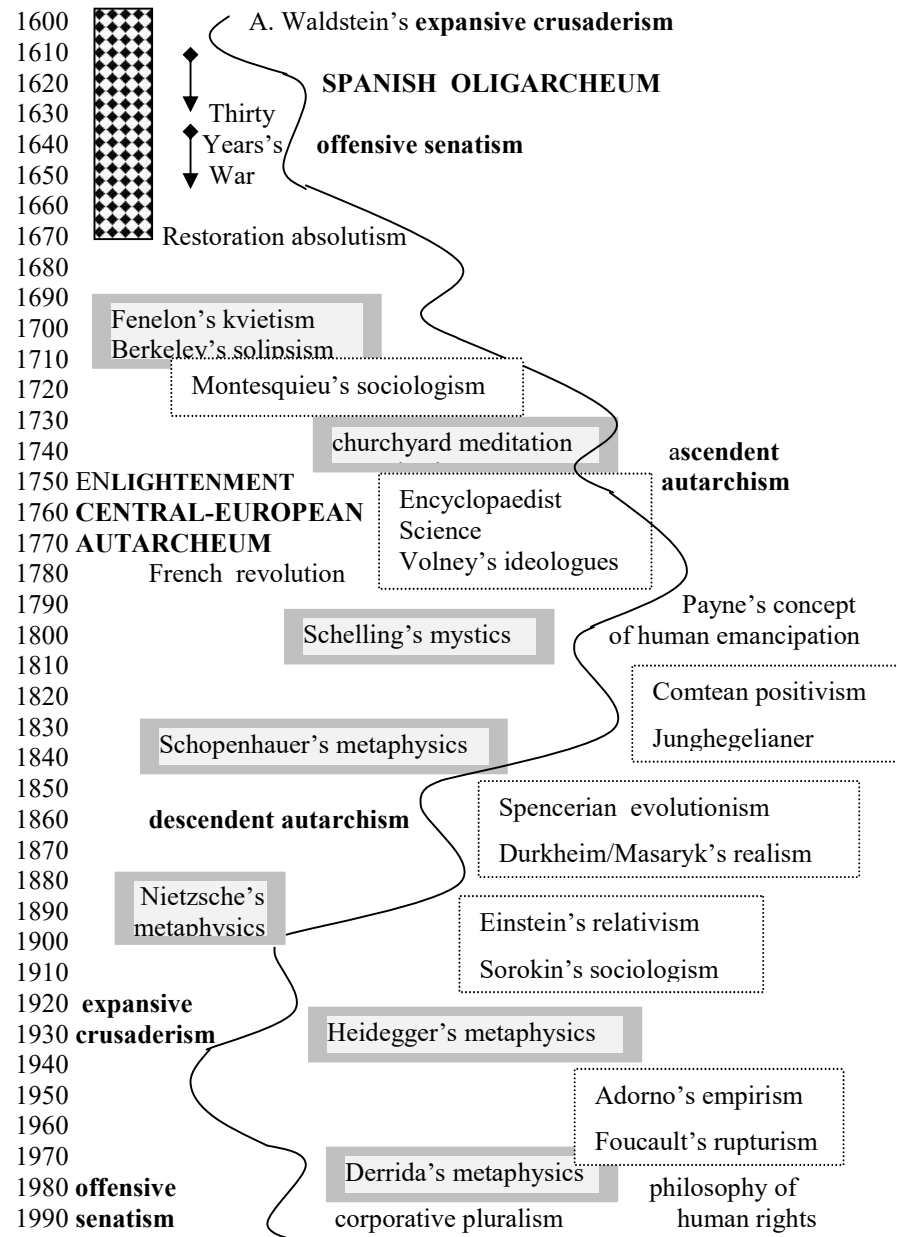 1600 A. Waldstein's expansive crusaderism
1610
1620 SPANISH OLIGARCHEUM
1630 Thirty
1640 Years's offensive senatism
1650 War
1660
1670 Restoration absolutism
1680
1690
1700 Fenelon's kvietism
1710 Berkeley's solipsism
1720 Montesquieu's sociologism
1730
1740 churchyard meditation ascendent
1750 ENLIGHTENMENT autarchism
1760 CENTRAL-EUROPEAN Encyclopaedist
1770 AUTARCHEUM Science
1780 French revolution Volney's ideologues
1790 Payne's concept
1800 Schelling's mystics of human emancipation
1810
1820 Comtean positivism
1830
1840 Schopenhauer's metaphysics Junghegelianer
1850
1860 descendent autarchism Spencerian evolutionism
1870 Durkheim/Masaryk's realism
1880
1890 Nietzsche's Einstein's relativism
1900 metaphysics
1910 Sorokin's sociologism
1920 expansive
1930 crusaderism Heidegger's metaphysics
1940
1950 Adorno's empirism
1960
1970 Foucault's rupturism
1980 offensive Derrida's metaphysics philosophy of
1990 senatism corporative pluralism human rights